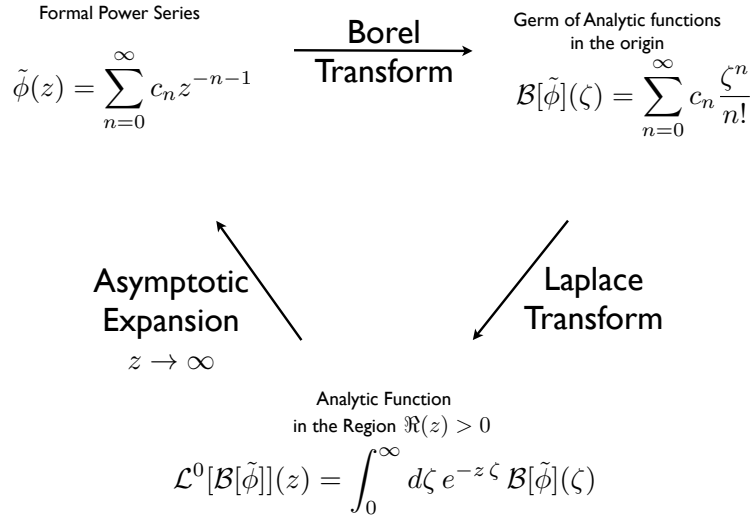 Formal Power Series
$\tilde{\phi}(z) = \sum_{n=0}^{\infty} c_n z^{-n-1}$
Borel
Transform
Germ of Analytic functions
in the origin
$\mathcal{B}[\tilde{\phi}](\zeta) = \sum_{n=0}^{\infty} c_n \frac{\zeta^n}{n!}$
Asymptotic
Expansion
$z \to \infty$
Laplace
Transform
Analytic Function
in the Region $\Re(z) > 0$
$\mathcal{L}^0[\mathcal{B}[\tilde{\phi}]](z) = \int_0^{\infty} d\zeta \, e^{-z\,\zeta} \, \mathcal{B}[\tilde{\phi}](\zeta)$